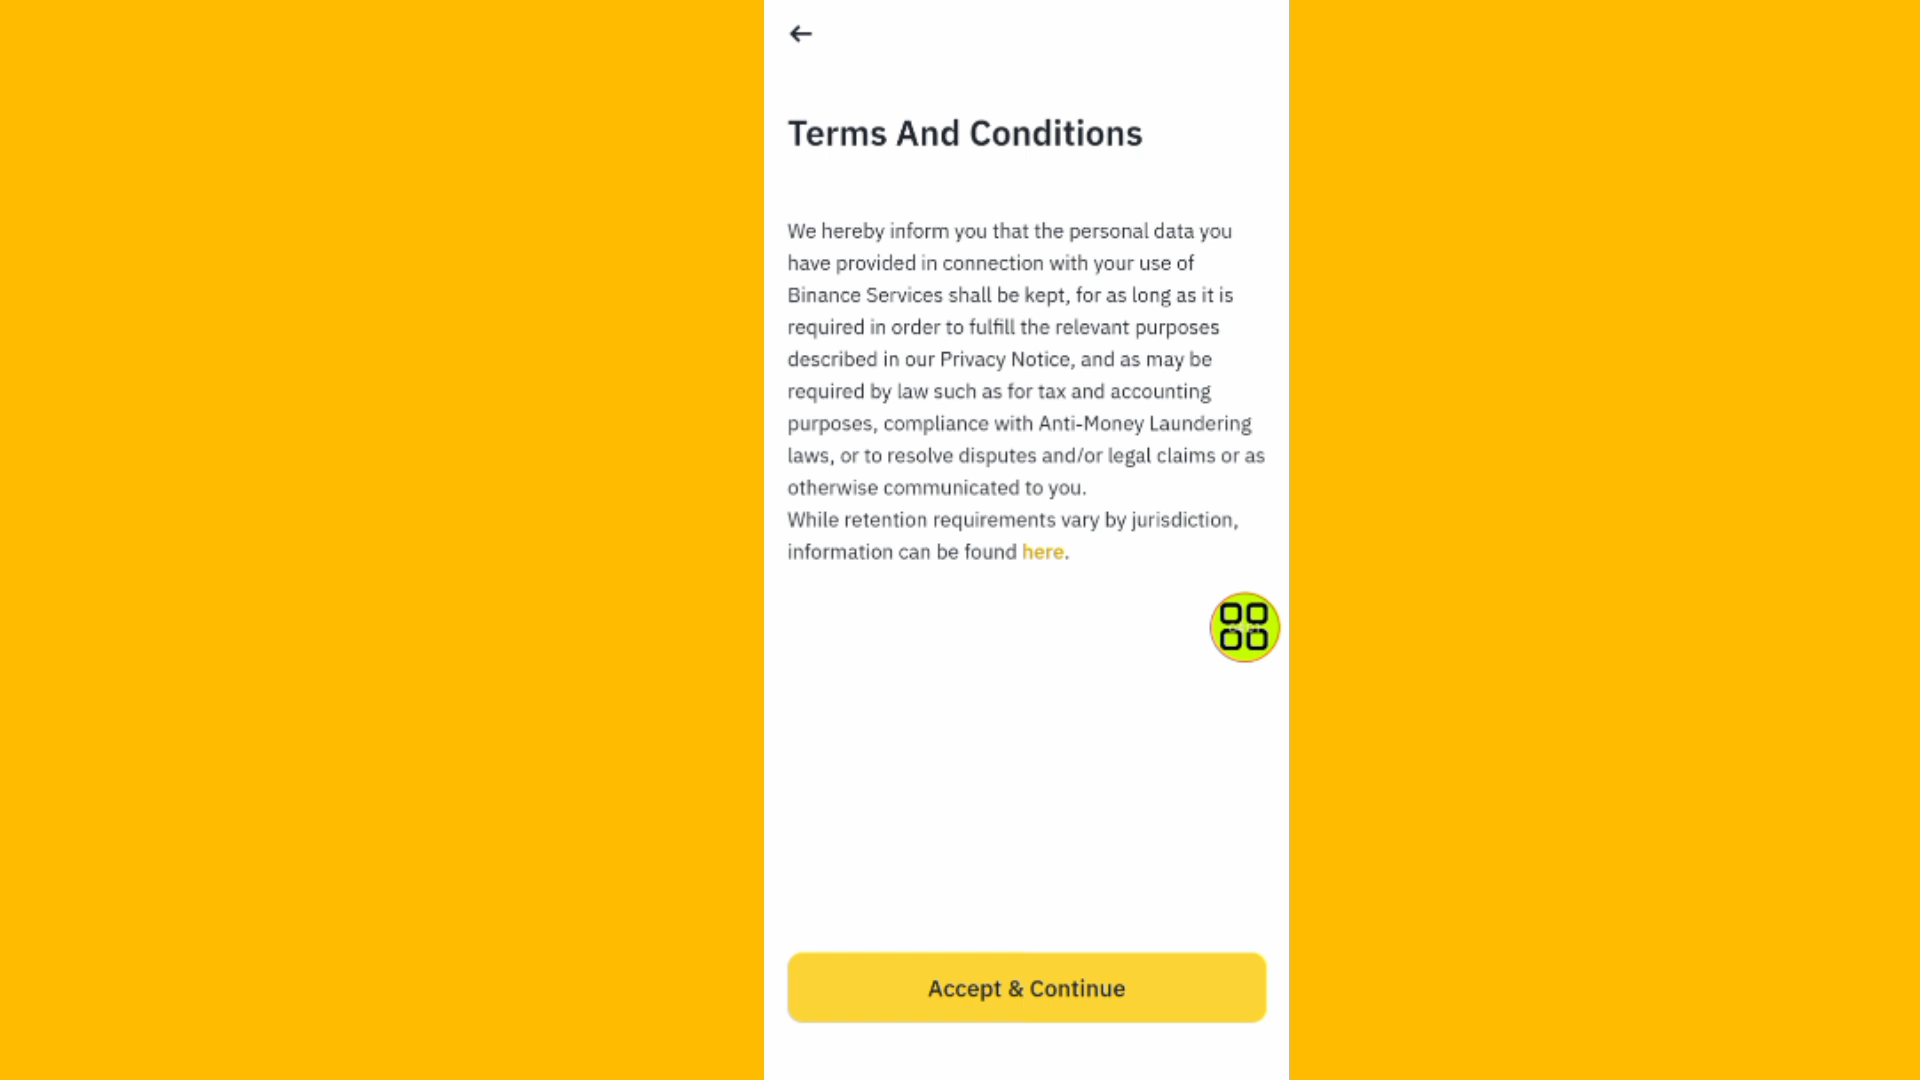 Terms And Conditions
We hereby inform you that the personal data you
have provided in connection with your use of
Binance Services shall be kept, for as long as it is
required in order to fulfill the relevant purposes
described in our Privacy Notice, and as may be
required by law such as for tax and accounting
purposes, compliance with Anti-Money Laundering
laws, or to resolve disputes and/or legal claims or as
otherwise communicated to you.
While retention requirements vary by jurisdiction,
information can be found here.
Accept & Continue